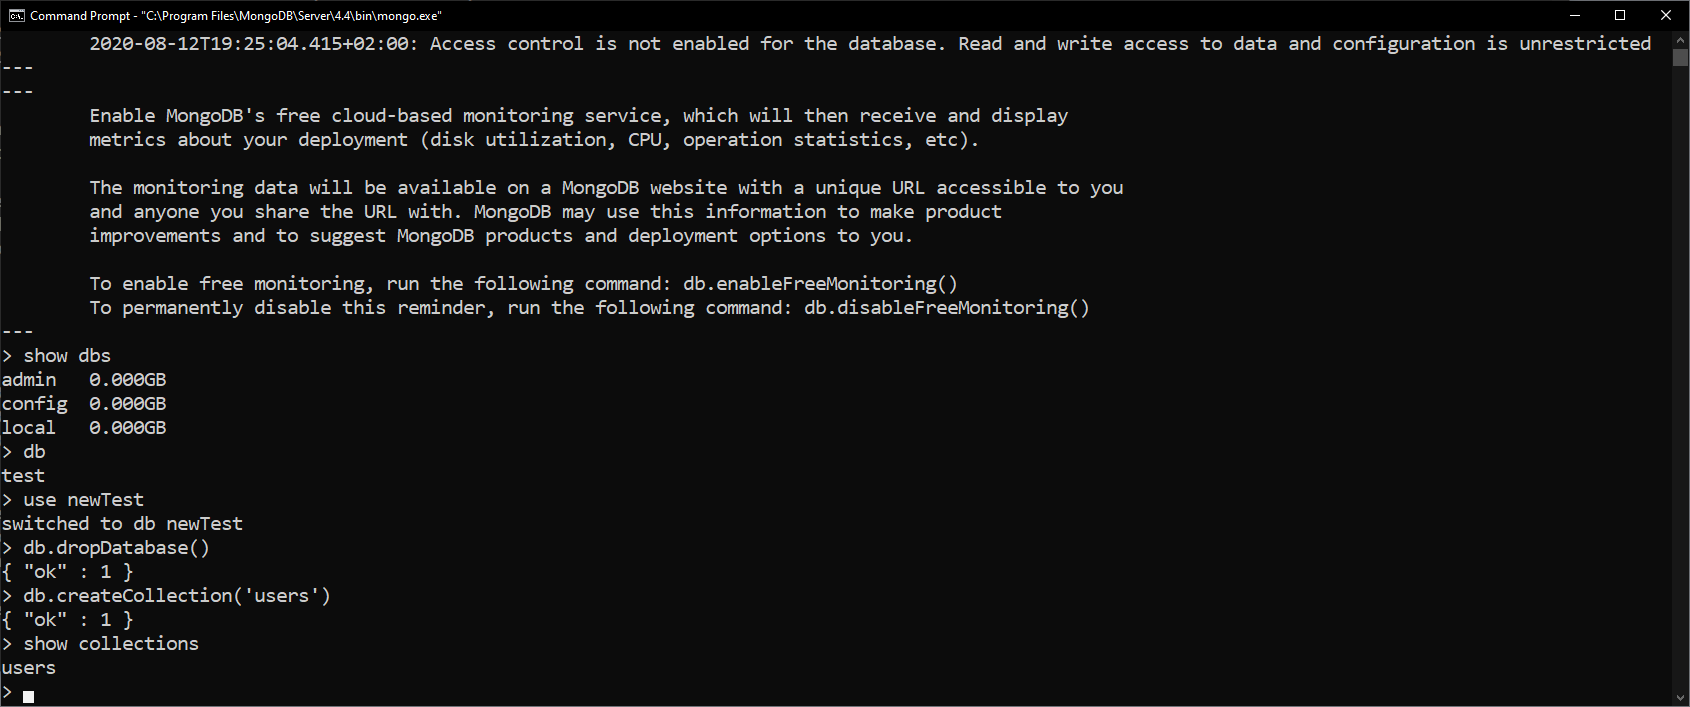 Command Prompt - "C:\Program Files\MongoDB\Server\4.4\bin\mongo.exe"
2020-08-12T19:25:04.415+02:00: Access control is not enabled for the database. Read and write access to data and configuration is unrestricted
---
---
Enable MongoDB's free cloud-based monitoring service, which will then receive and display
metrics about your deployment (disk utilization, CPU, operation statistics, etc).
The monitoring data will be available on a MongoDB website with a unique URL accessible to you
and anyone you share the URL with. MongoDB may use this information to make product
improvements and to suggest MongoDB products and deployment options to you.
To enable free monitoring, run the following command: db.enableFreeMonitoring()
To permanently disable this reminder, run the following command: db.disableFreeMonitoring()
---
> show dbs
admin   0.000GB
config  0.000GB
local   0.000GB
> db
test
> use newTest
switched to db newTest
> db.dropDatabase()
{ "ok" : 1 }
> db.createCollection('users')
{ "ok" : 1 }
> show collections
users
>